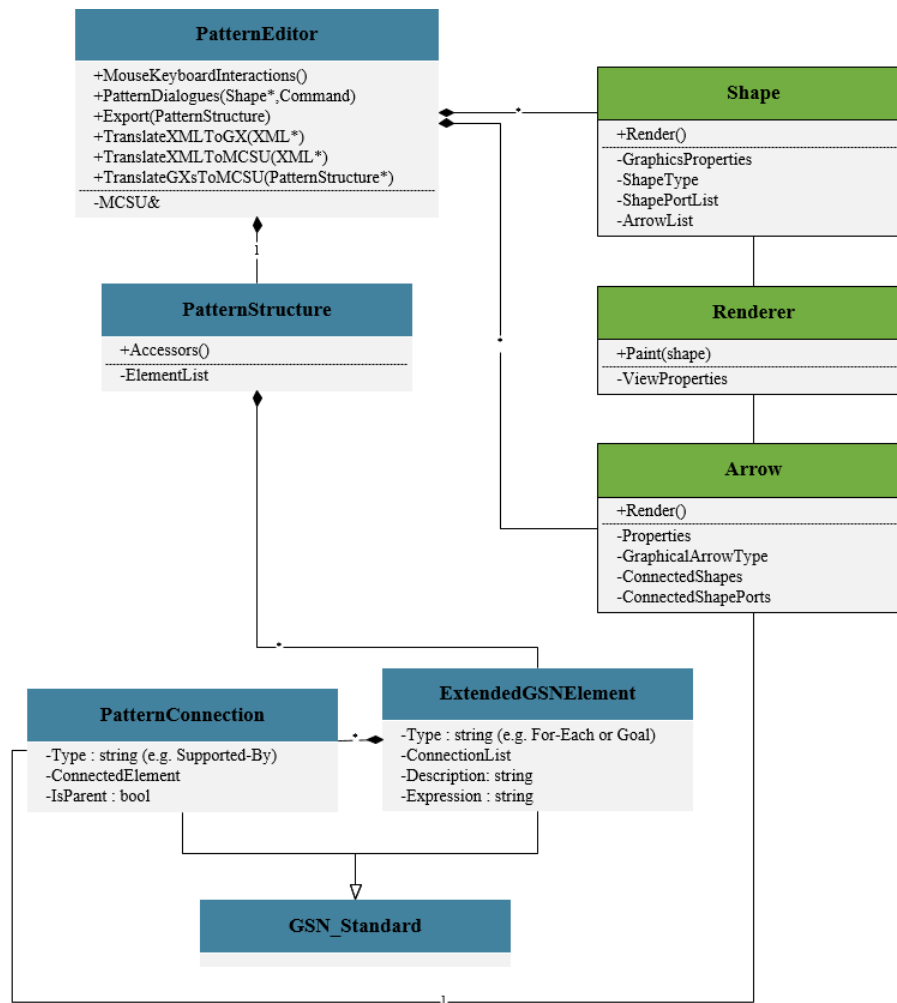 PatternEditor
+MouseKeyboardInteractions()
+PatternDialogues(Shape*,Command)
+Export(PatternStructure)
+TranslateXMLToGX(XML*)
+TranslateXMLToMCSU(XML*)
+TranslateGXsToMCSU(PatternStructure*)
-MCSU&
*
Shape
+Render()
-GraphicsProperties
-ShapeType
-ShapePortList
-ArrowList
1
PatternStructure
+Accessors()
-ElementList
Renderer
+Paint(shape)
-ViewProperties
*
Arrow
+Render()
-Properties
-GraphicalArrowType
-ConnectedShapes
-ConnectedShapePorts
*
PatternConnection
-Type : string (e.g. Supported-By)
-ConnectedElement
-IsParent : bool
*
ExtendedGSNElement
-Type : string (e.g. For-Each or Goal)
-ConnectionList
-Description: string
-Expression : string
GSN_Standard
1